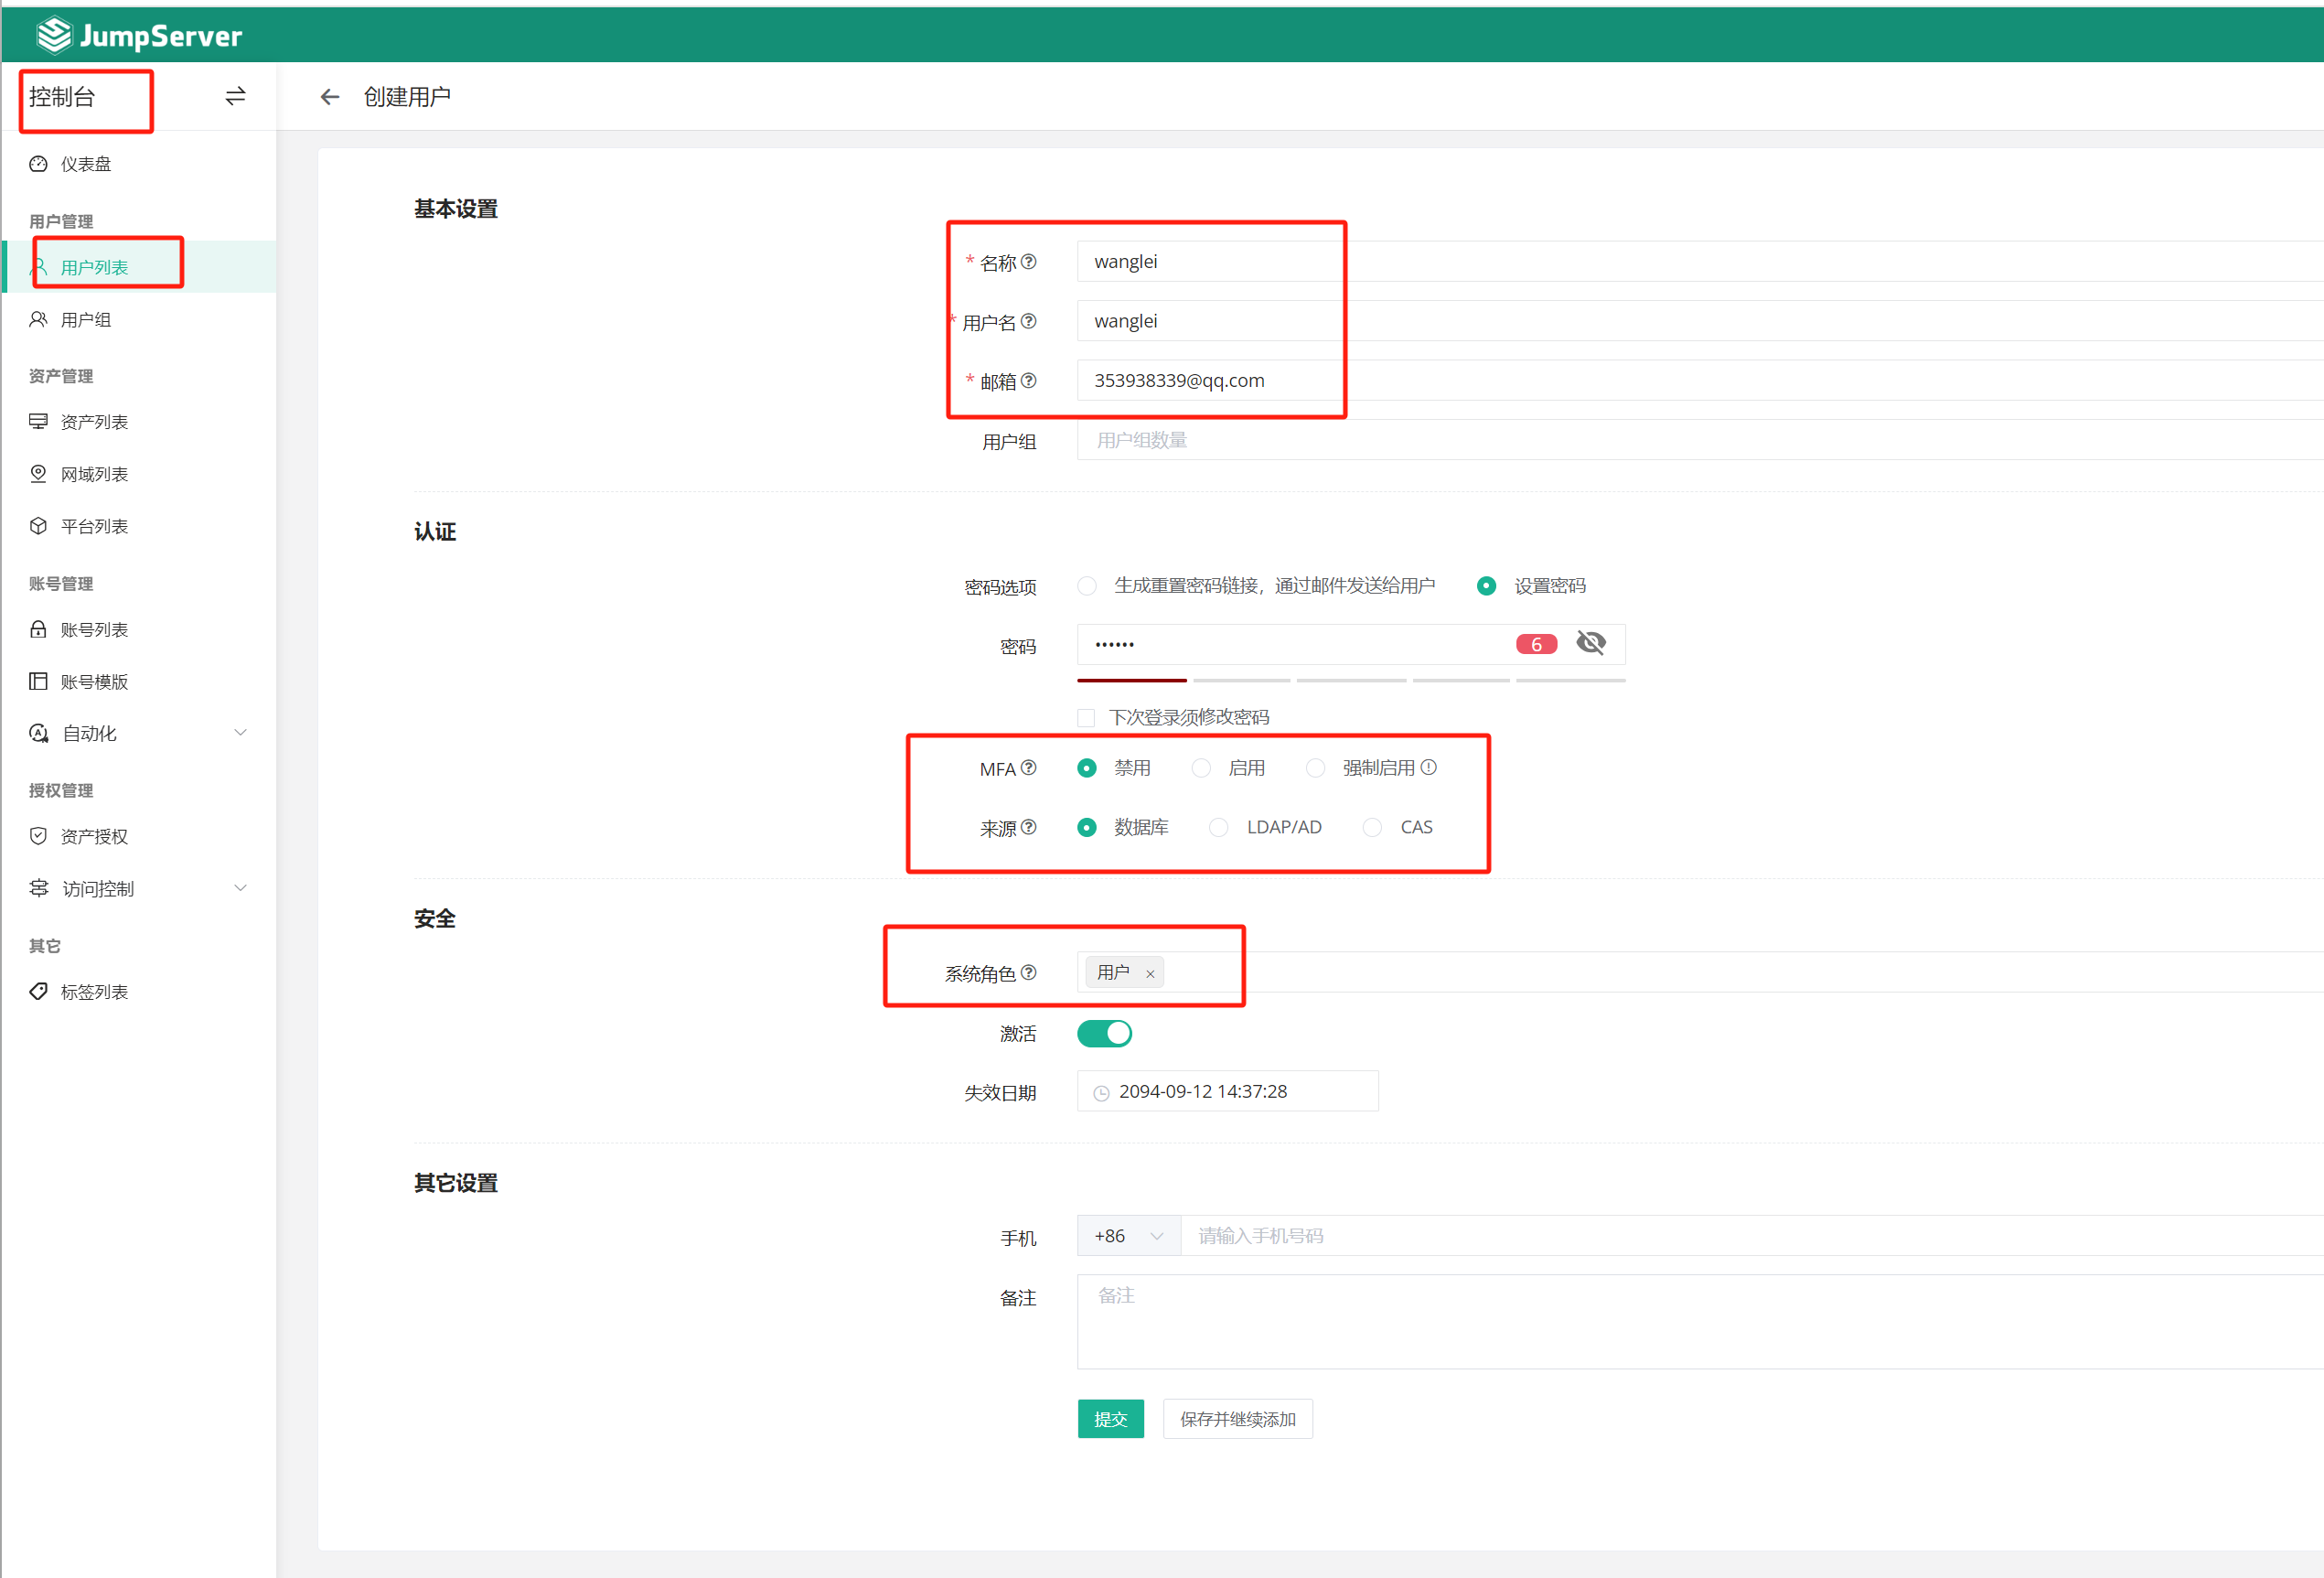 JumpServer
控制台
创建用户
仪表盘
用户管理
用户列表
用户组
资产管理
资产列表
网域列表
平台列表
账号管理
账号列表
账号模版
自动化
授权管理
资产授权
访问控制
其它
标签列表
基本设置
* 名称 wanglei
* 用户名 wanglei
* 邮箱 353938339@qq.com
用户组 用户组数量
认证
密码选项 生成重置密码链接，通过邮件发送给用户 设置密码
密码 •••••• 6
下次登录须修改密码
MFA 禁用 启用 强制启用
来源 数据库 LDAP/AD CAS
安全
系统角色 用户 ×
激活
失效日期 2094-09-12 14:37:28
其它设置
手机 +86 请输入手机号码
备注 备注
提交 保存并继续添加